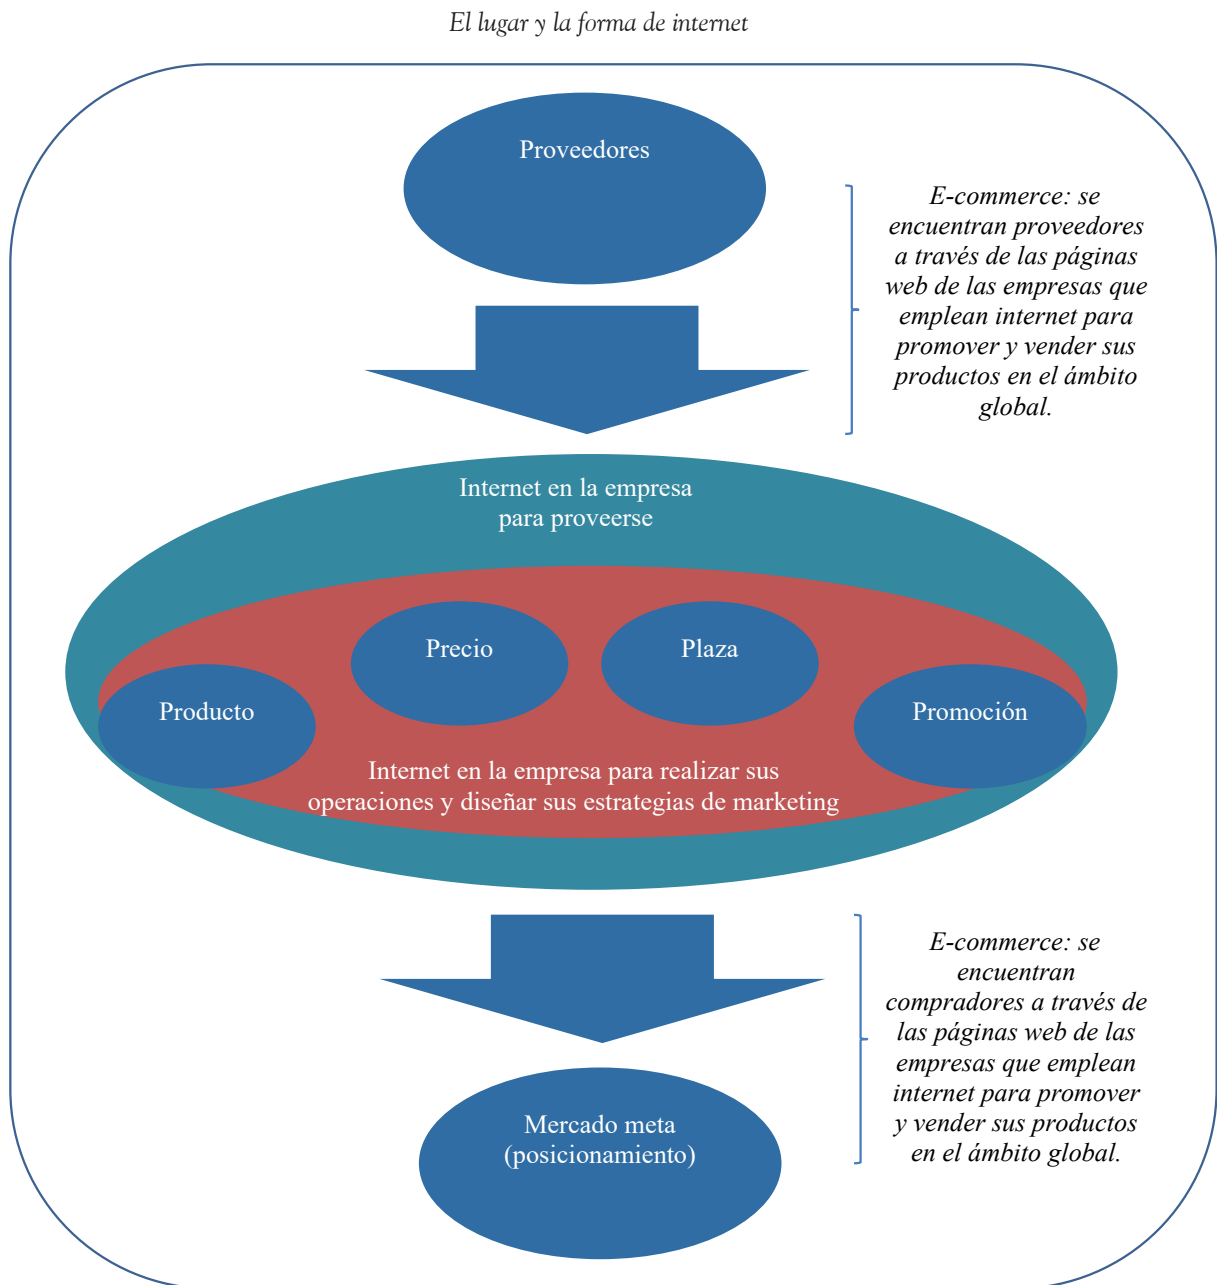 El lugar y la forma de internet
Proveedores
E-commerce: se
encuentran proveedores
a través de las páginas
web de las empresas que
emplean internet para
promover y vender sus
productos en el ámbito
global.
Internet en la empresa
para proveerse
Precio
Plaza
Producto
Promoción
Internet en la empresa para realizar sus
operaciones y diseñar sus estrategias de marketing
E-commerce: se
encuentran
compradores a través de
las páginas web de las
empresas que emplean
internet para promover
y vender sus productos
en el ámbito global.
Mercado meta
(posicionamiento)